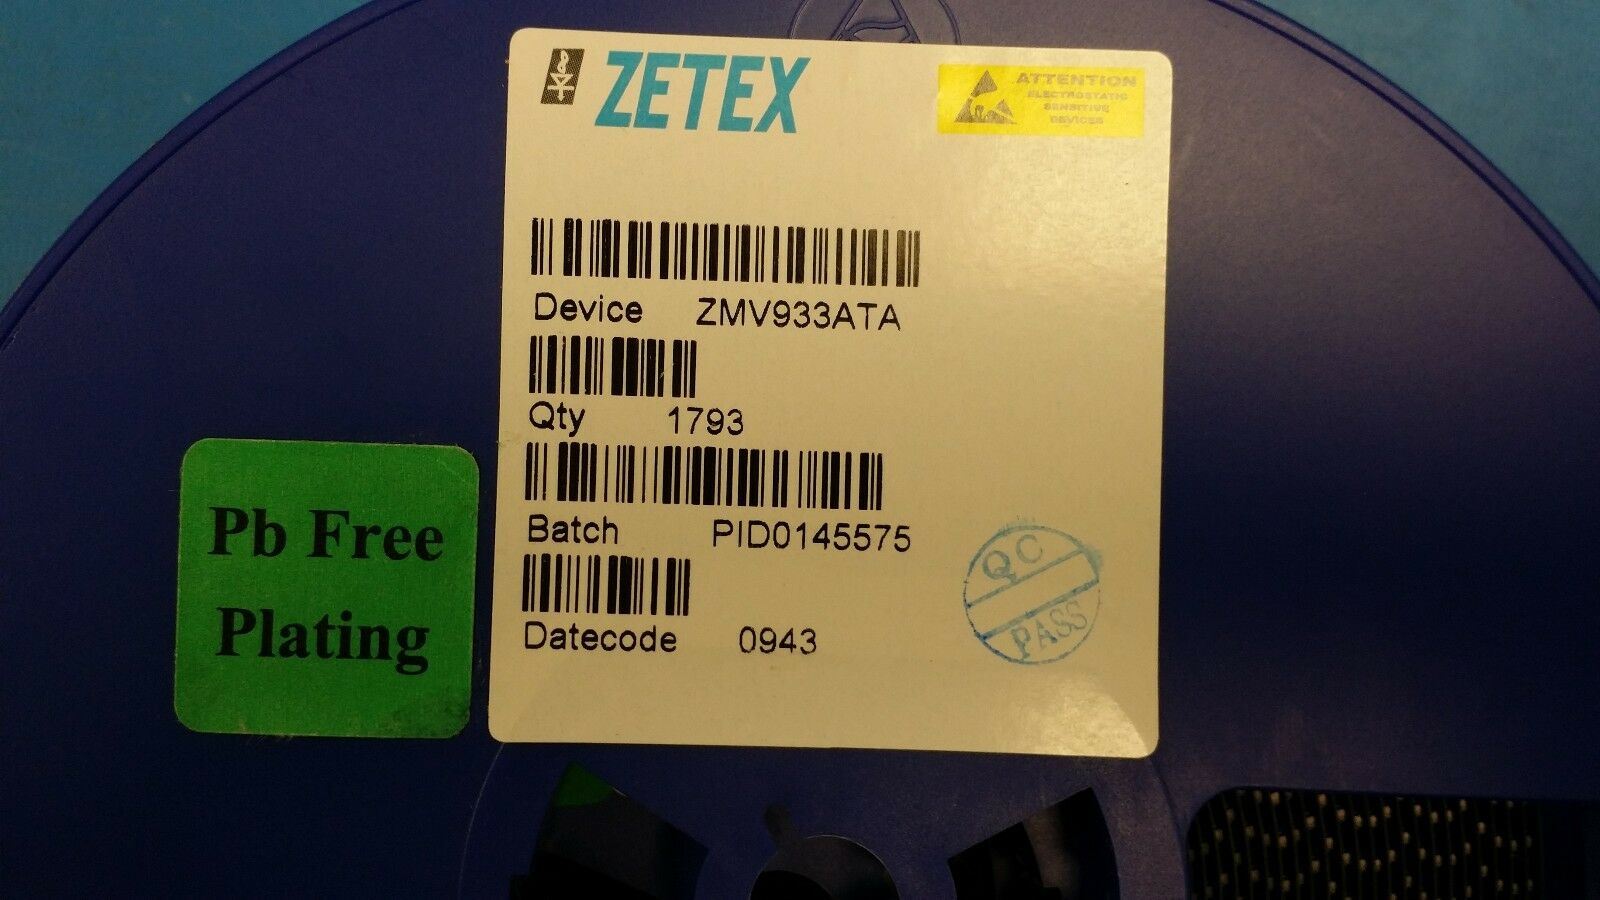 ZETEX
ATTENTION
ELECTROSTATIC
SENSITIVE
DEVICES
Device ZMV933ATA
Qty 1793
Batch PID0145575
Datecode 0943
QC
PASS
Pb Free
Plating